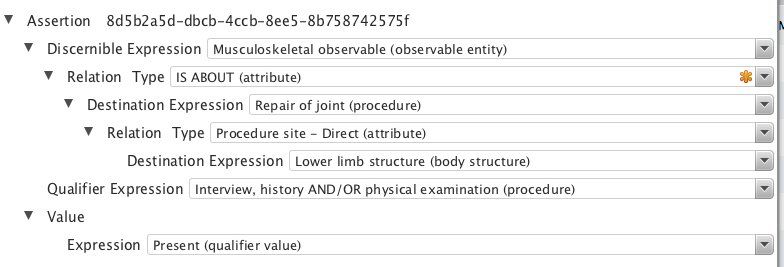 Assertion 8d5b2a5d-dbcb-4ccb-8ee5-8b758742575f
Discernible Expression Musculoskeletal observable (observable entity)
Relation Type IS ABOUT (attribute)
Destination Expression Repair of joint (procedure)
Relation Type Procedure site – Direct (attribute)
Destination Expression Lower limb structure (body structure)
Qualifier Expression Interview, history AND/OR physical examination (procedure)
Value
Expression Present (qualifier value)